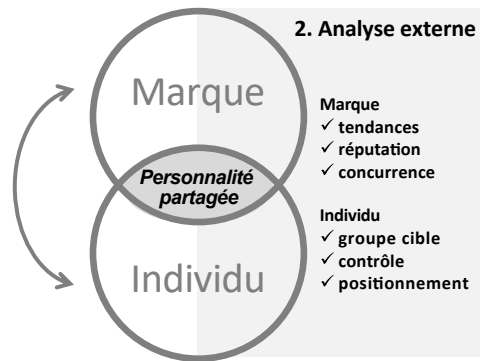 2. Analyse externe
Marque
Marque
✓ tendances
✓ réputation
✓ concurrence
Personnalité
partagée
Individu
✓ groupe cible
✓ contrôle
✓ positionnement
Individu